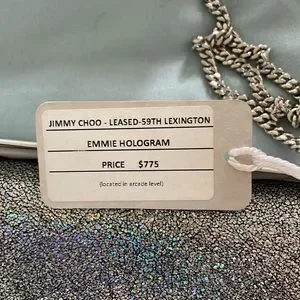 JIMMY CHOO - LEASED-59TH LEXINGTON
EMMIE HOLOGRAM
PRICE $775
(located in arcade level)